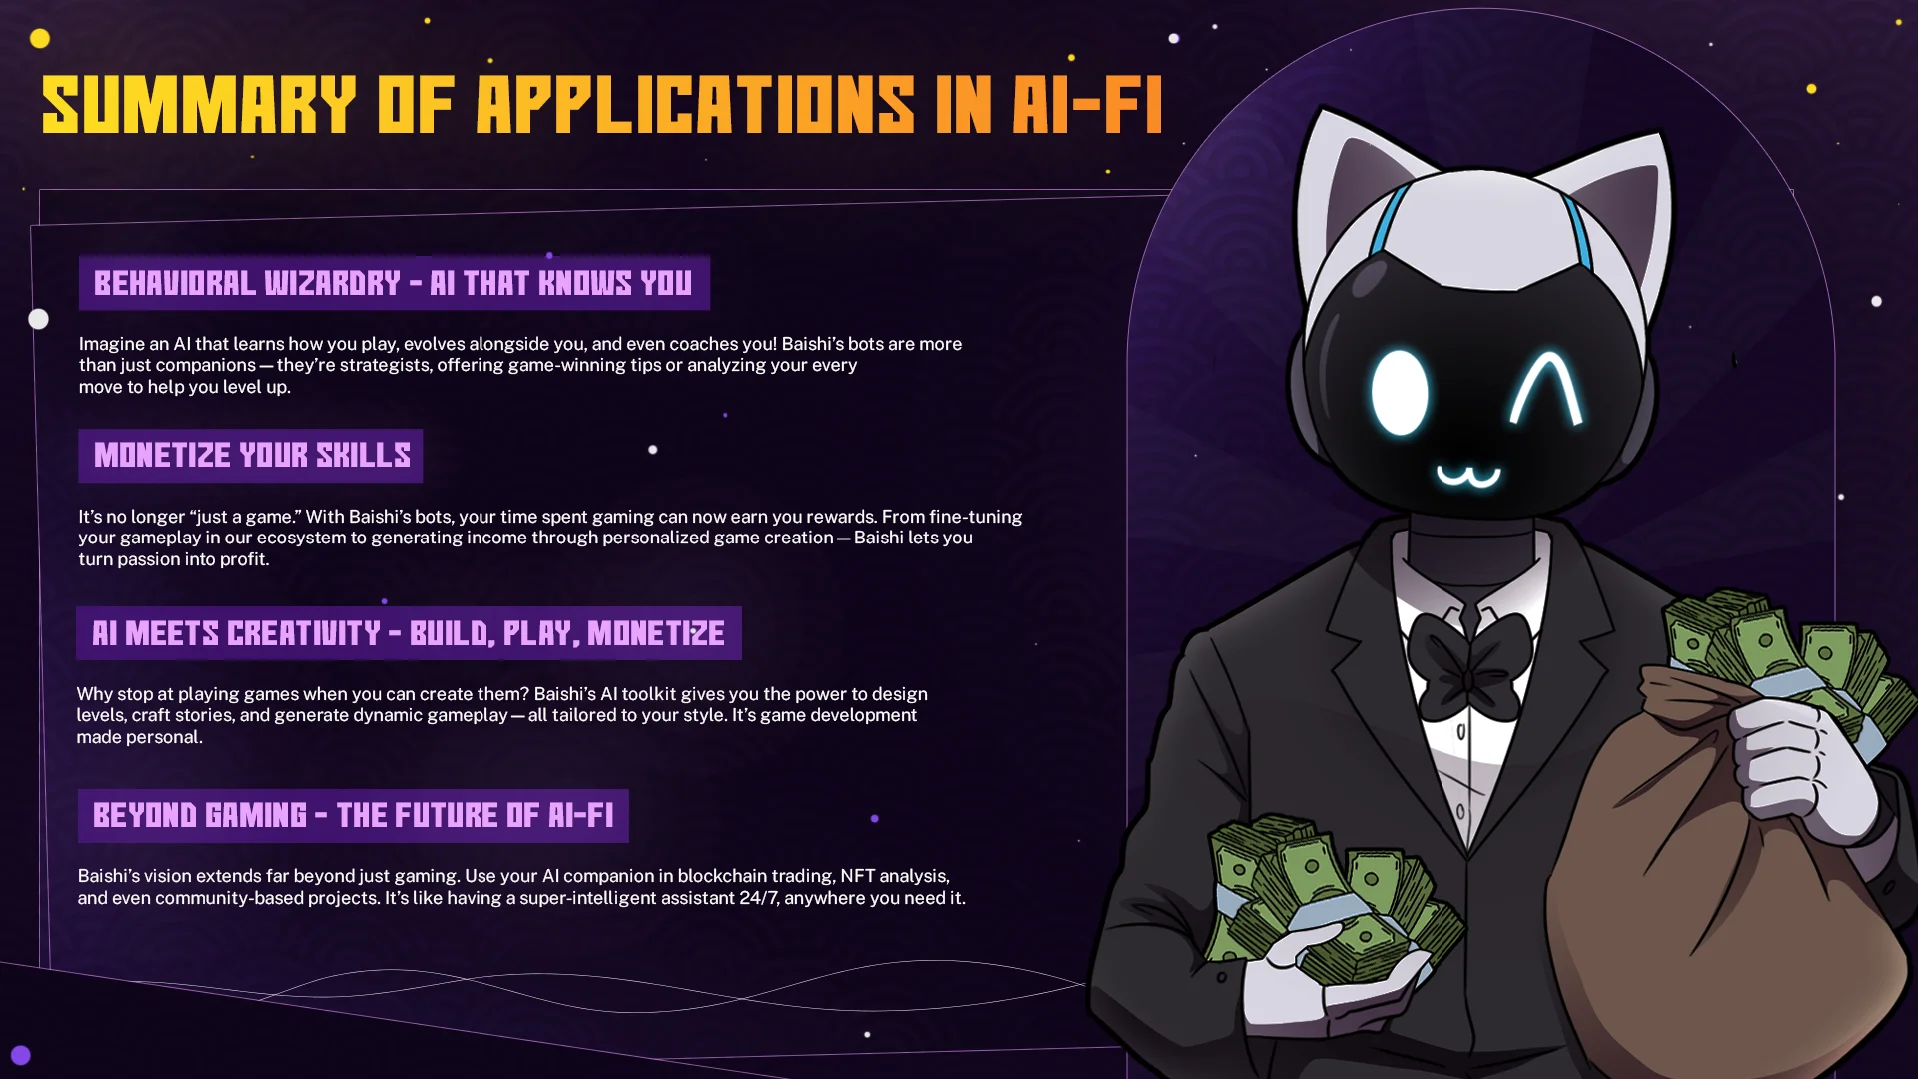 SUMMARY OF APPLICATIONS IN AI-FI
BEHAVIORAL WIZARDRY - AI THAT KNOWS YOU
Imagine an AI that learns how you play, evolves alongside you, and even coaches you! Baishi’s bots are more
than just companions—they’re strategists, offering game-winning tips or analyzing your every
move to help you level up.
MONETIZE YOUR SKILLS
It’s no longer “just a game.” With Baishi’s bots, your time spent gaming can now earn you rewards. From fine-tuning
your gameplay in our ecosystem to generating income through personalized game creation—Baishi lets you
turn passion into profit.
AI MEETS CREATIVITY - BUILD, PLAY, MONETIZE
Why stop at playing games when you can create them? Baishi’s AI toolkit gives you the power to design
levels, craft stories, and generate dynamic gameplay—all tailored to your style. It’s game development
made personal.
BEYOND GAMING - THE FUTURE OF AI-FI
Baishi’s vision extends far beyond just gaming. Use your AI companion in blockchain trading, NFT analysis,
and even community-based projects. It’s like having a super-intelligent assistant 24/7, anywhere you need it.